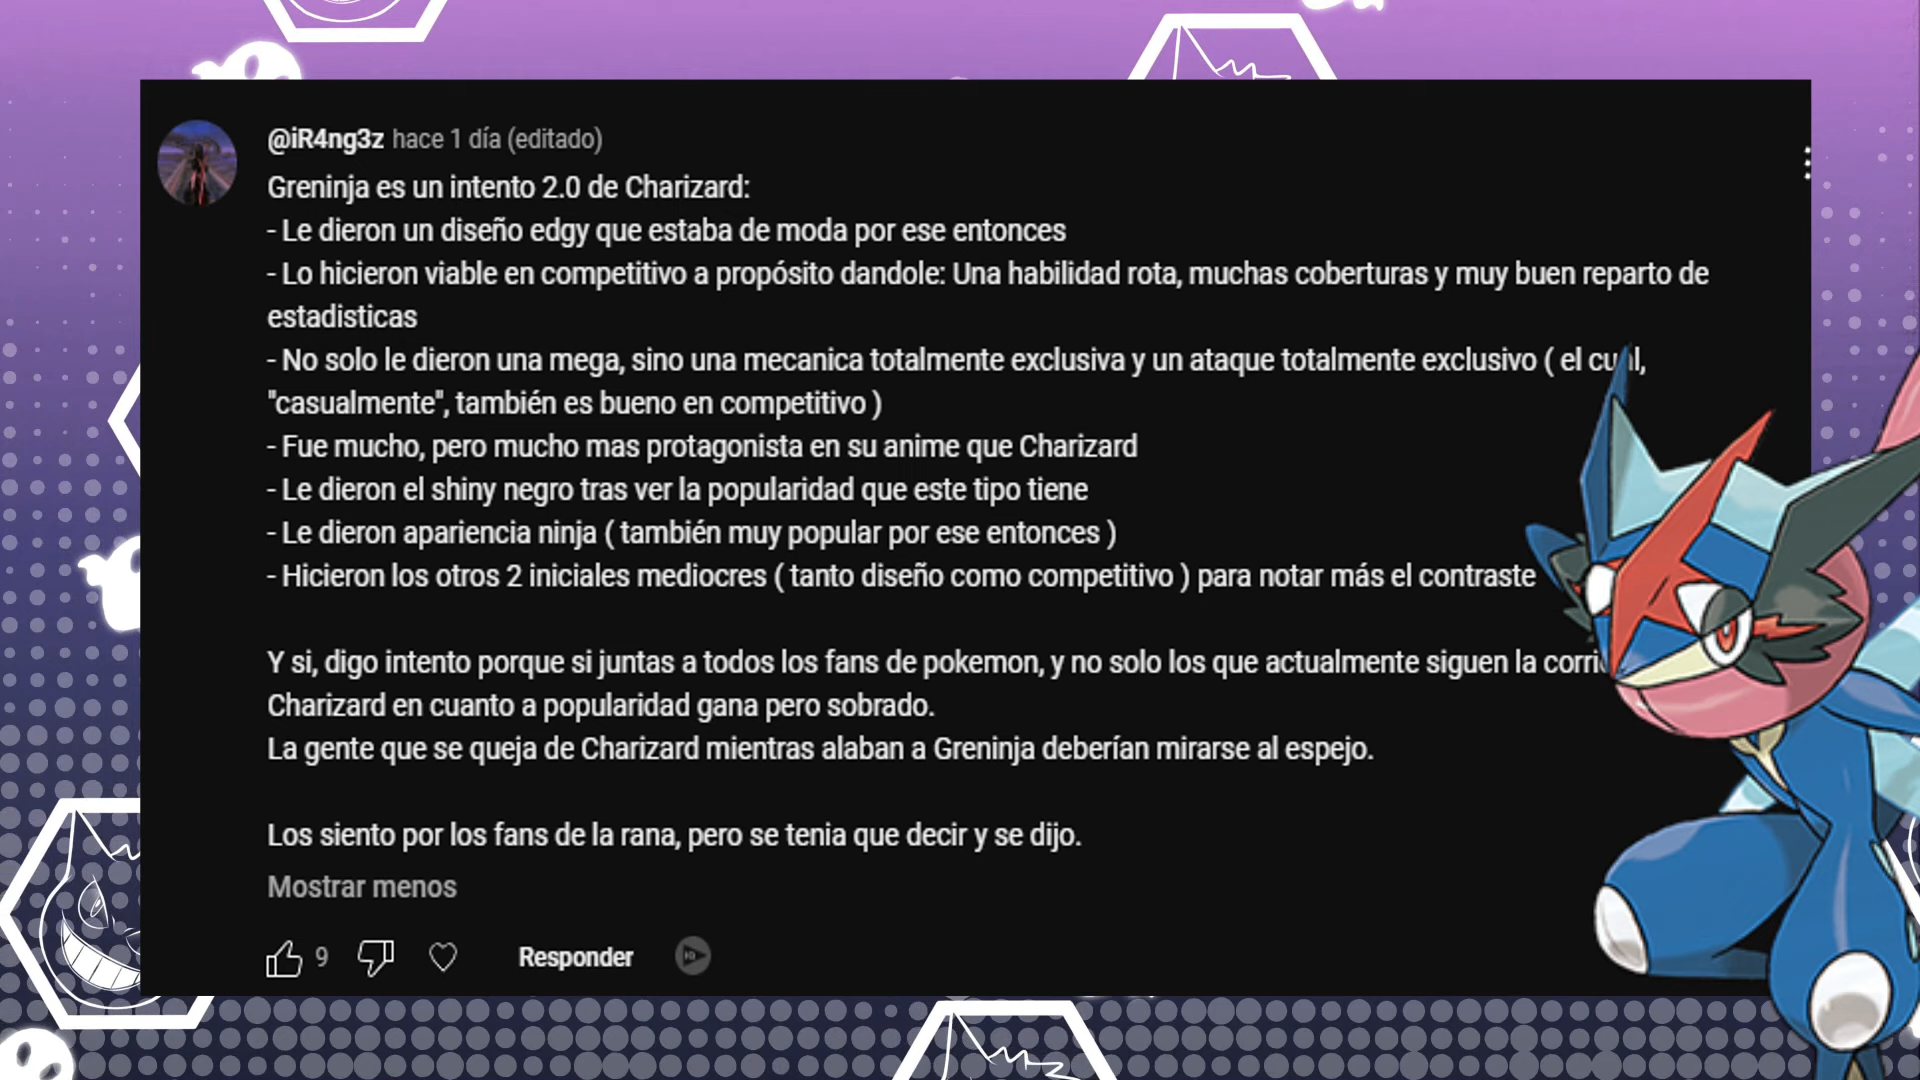 @iR4ng3z hace 1 día (editado)
Greninja es un intento 2.0 de Charizard:
- Le dieron un diseño edgy que estaba de moda por ese entonces
- Lo hicieron viable en competitivo a propósito dandole: Una habilidad rota, muchas coberturas y muy buen reparto de
estadisticas
- No solo le dieron una mega, sino una mecanica totalmente exclusiva y un ataque totalmente exclusivo ( el cual,
"casualmente", también es bueno en competitivo )
- Fue mucho, pero mucho mas protagonista en su anime que Charizard
- Le dieron el shiny negro tras ver la popularidad que este tipo tiene
- Le dieron apariencia ninja ( también muy popular por ese entonces )
- Hicieron los otros 2 iniciales mediocres ( tanto diseño como competitivo ) para notar más el contraste
Y si, digo intento porque si juntas a todos los fans de pokemon, y no solo los que actualmente siguen la
Charizard en cuanto a popularidad gana pero sobrado.
La gente que se queja de Charizard mientras alaban a Greninja deberían mirarse al espejo.
Los siento por los fans de la rana, pero se tenia que decir y se dijo.
Mostrar menos
9 Responder